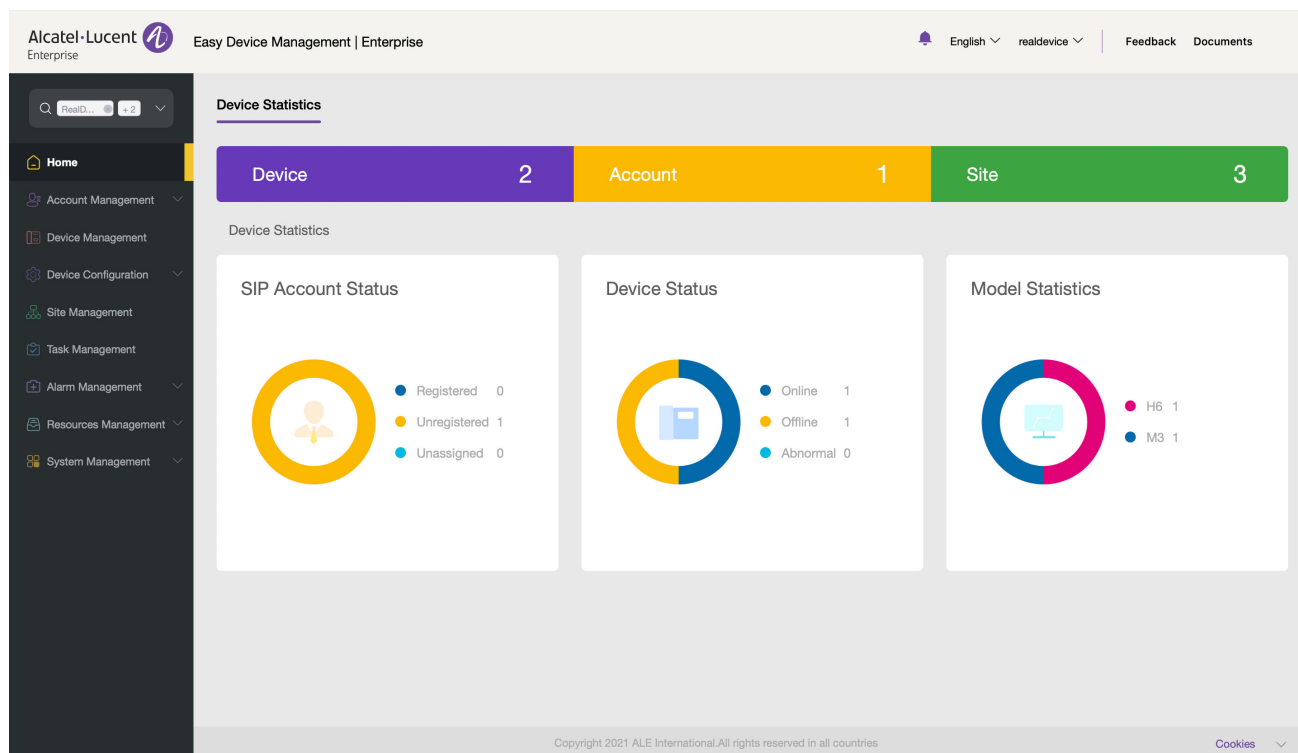 Alcatel·Lucent
Enterprise
Easy Device Management | Enterprise
English
realdevice
Feedback
Documents
RealD...
+ 2
Home
Account Management
Device Management
Device Configuration
Site Management
Task Management
Alarm Management
Resources Management
System Management
Device Statistics
Device 2
Account 1
Site 3
Device Statistics
SIP Account Status
Registered 0
Unregistered 1
Unassigned 0
Device Status
Online 1
Offline 1
Abnormal 0
Model Statistics
H6 1
M3 1
Copyright 2021 ALE International.All rights reserved in all countries
Cookies